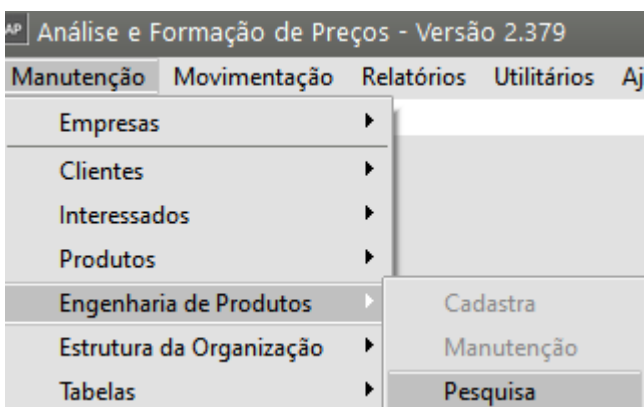 AP Análise e Formação de Preços - Versão 2.379
Manutenção Movimentação Relatórios Utilitários Aj
Empresas
Clientes
Interessados
Produtos
Engenharia de Produtos Cadastra
Estrutura da Organização Manutenção
Tabelas Pesquisa